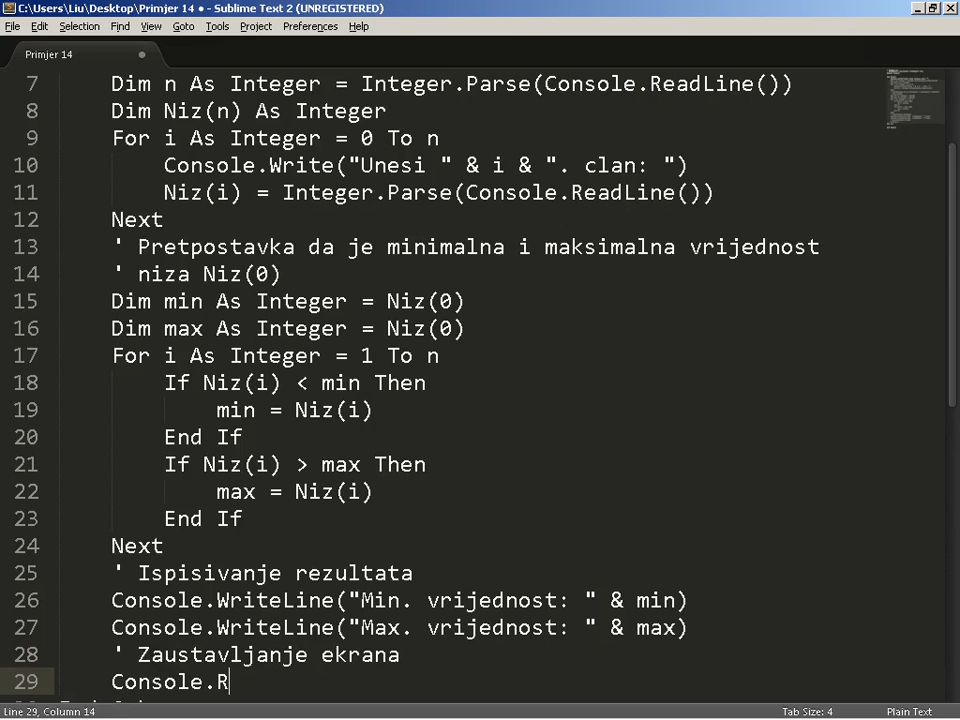 C:\Users\Liu\Desktop\Primjer 14 • - Sublime Text 2 (UNREGISTERED)
File Edit Selection Find View Goto Tools Project Preferences Help
Primjer 14
7 Dim n As Integer = Integer.Parse(Console.ReadLine())
8 Dim Niz(n) As Integer
9 For i As Integer = 0 To n
10 Console.Write("Unesi " & i & ". clan: ")
11 Niz(i) = Integer.Parse(Console.ReadLine())
12 Next
13 ' Pretpostavka da je minimalna i maksimalna vrijednost
14 ' niza Niz(0)
15 Dim min As Integer = Niz(0)
16 Dim max As Integer = Niz(0)
17 For i As Integer = 1 To n
18 If Niz(i) < min Then
19 min = Niz(i)
20 End If
21 If Niz(i) > max Then
22 max = Niz(i)
23 End If
24 Next
25 ' Ispisivanje rezultata
26 Console.WriteLine("Min. vrijednost: " & min)
27 Console.WriteLine("Max. vrijednost: " & max)
28 ' Zaustavljanje ekrana
29 Console.R
Line 29, Column 14 Tab Size: 4 Plain Text